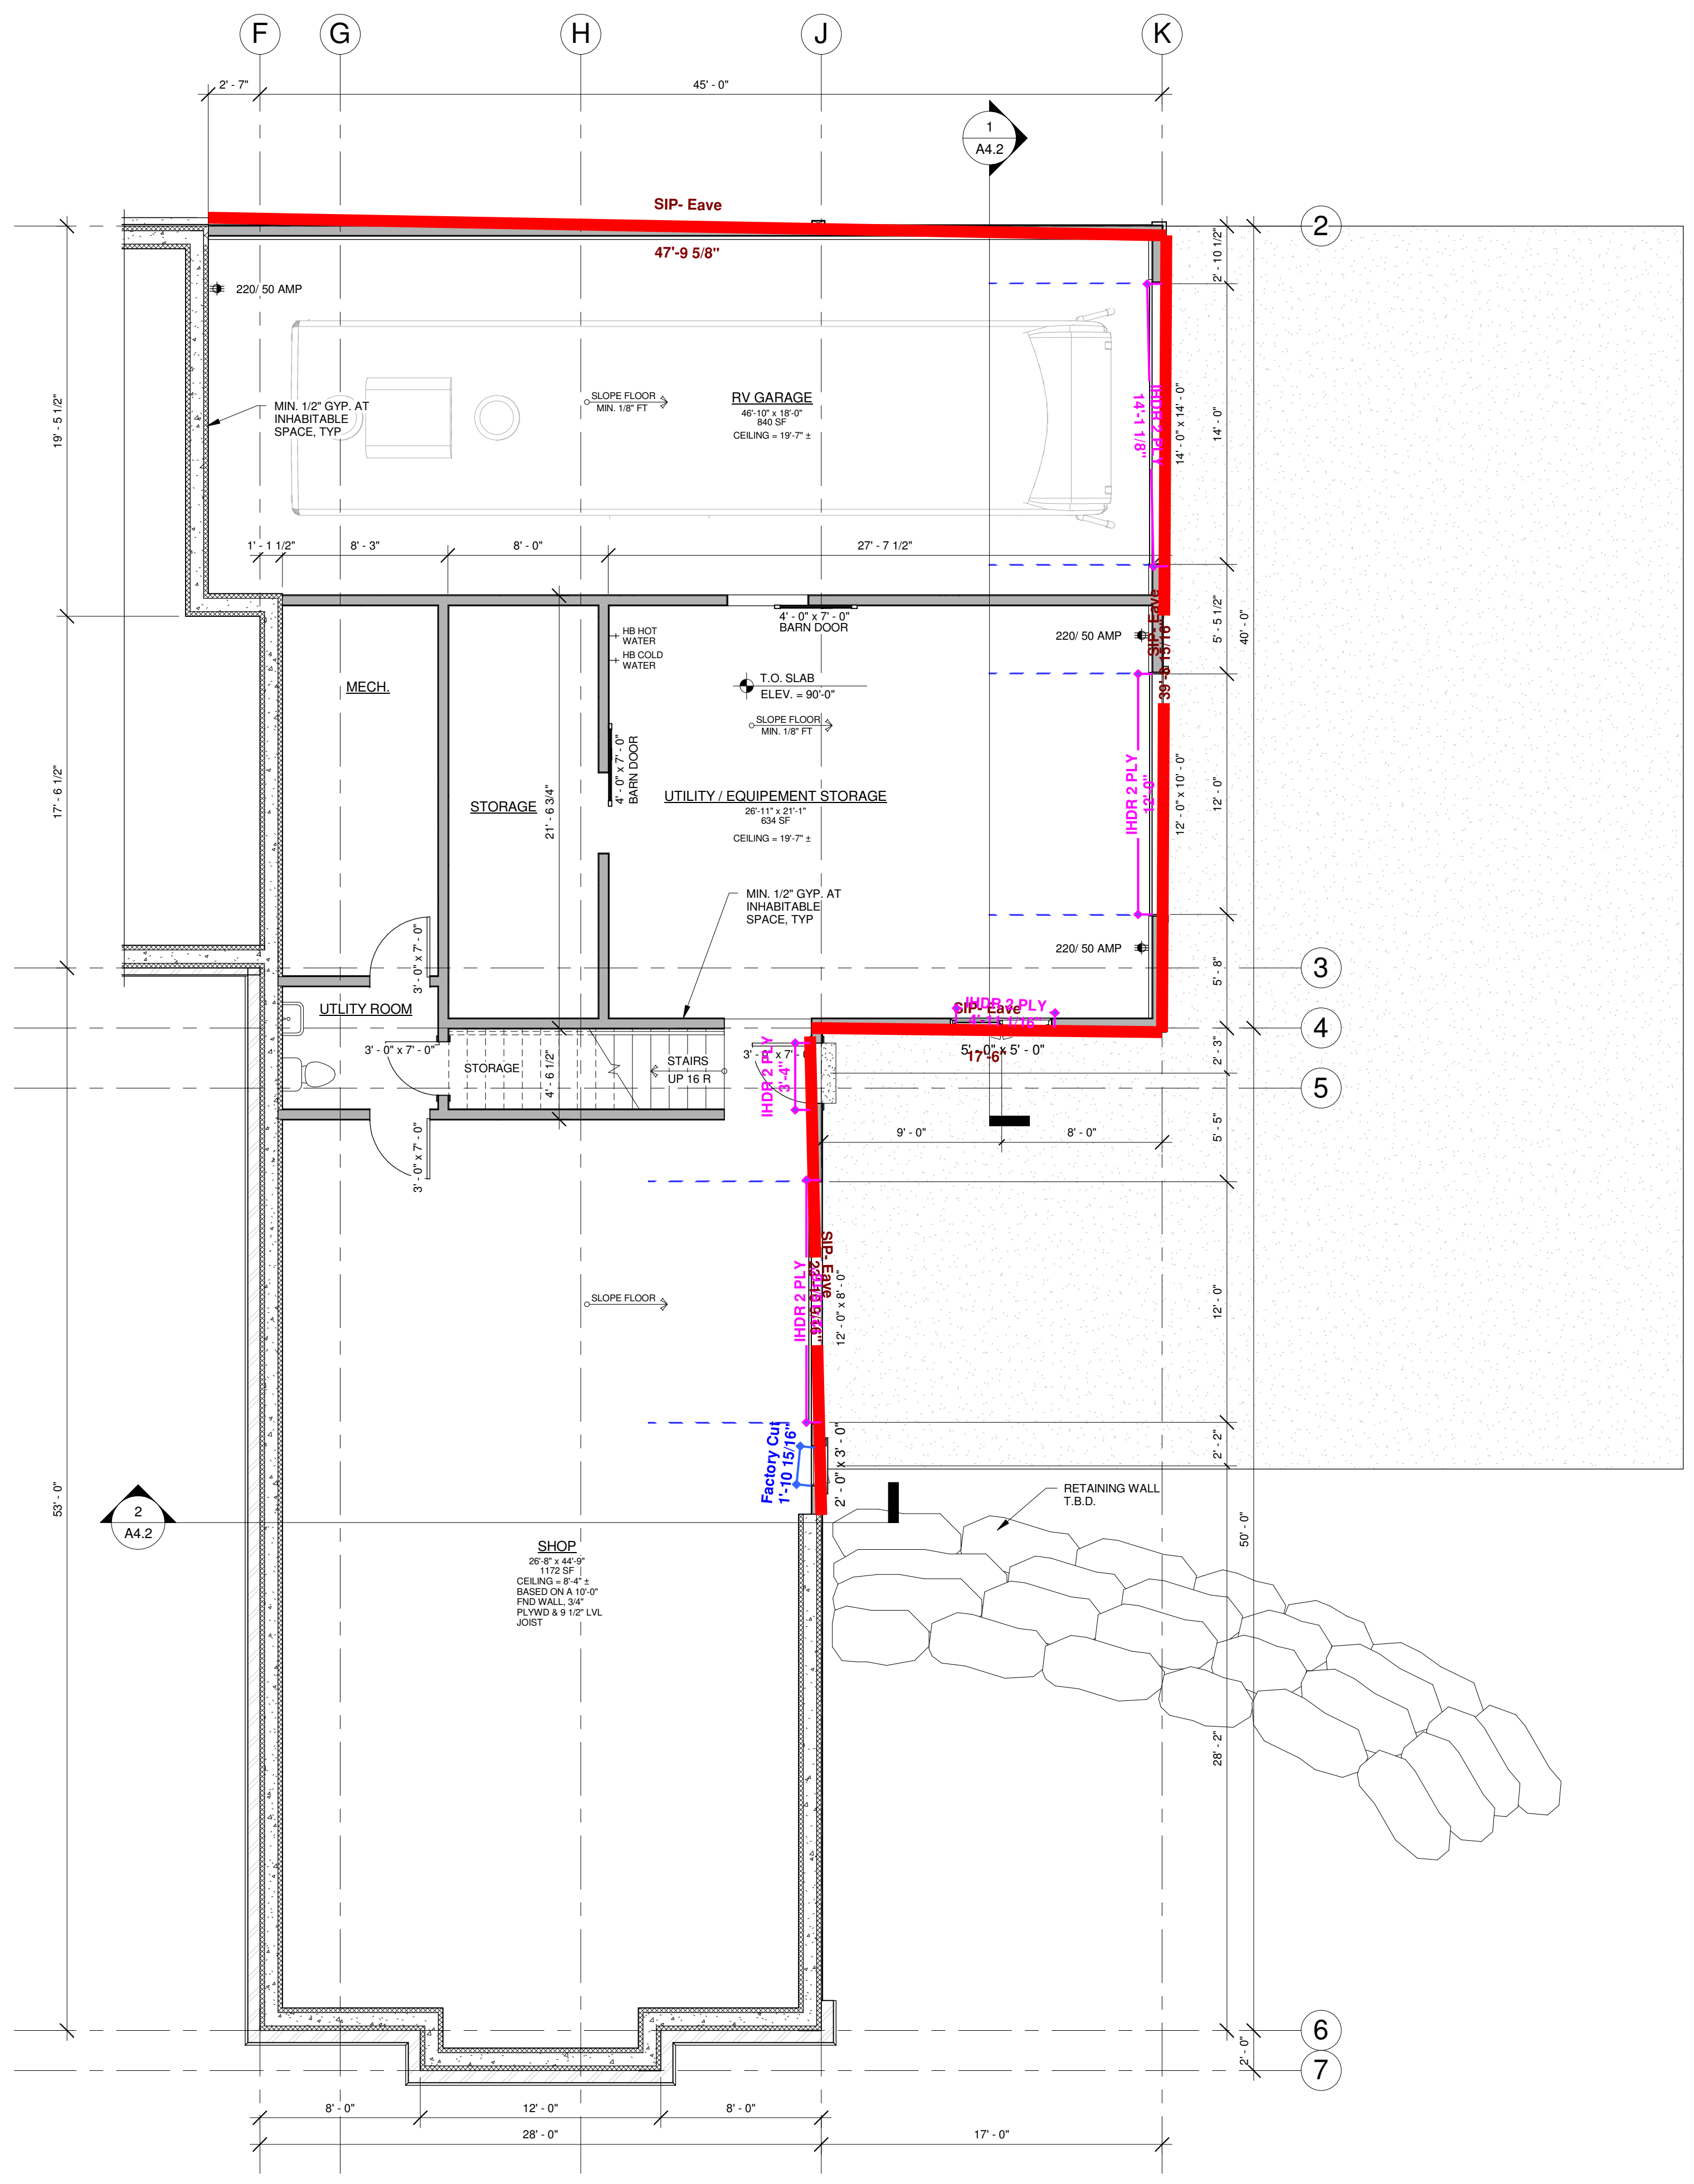 F
G
H
J
K
2' - 7"
45' - 0"
1
A4.2
SIP- Eave
47'-9 5/8"
2
2' - 10 1/2"
220/ 50 AMP
19' - 5 1/2"
MIN. 1/2" GYP. AT
INHABITABLE
SPACE, TYP
SLOPE FLOOR
MIN. 1/8" FT
RV GARAGE
46'-10" x 18'-0"
840 SF
CEILING = 19'-7" ±
IHDR 2 PLY
14'-1 1/8"
14' - 0" x 14' - 0"
14' - 0"
1' - 1 1/2"
8' - 3"
8' - 0"
27' - 7 1/2"
4' - 0" x 7' - 0"
BARN DOOR
HB HOT
WATER
HB COLD
WATER
220/ 50 AMP
SIP- Eave
39'-8 15/16"
5' - 5 1/2"
40' - 0"
MECH.
T.O. SLAB
ELEV. = 90'-0"
SLOPE FLOOR
MIN. 1/8" FT
17' - 6 1/2"
4' - 0" x 7' - 0"
BARN DOOR
STORAGE
21' - 6 3/4"
UTILITY / EQUIPEMENT STORAGE
26'-11" x 21'-1"
634 SF
CEILING = 19'-7" ±
IHDR 2 PLY
12'-0"
12' - 0" x 10' - 0"
12' - 0"
MIN. 1/2" GYP. AT
INHABITABLE
SPACE, TYP
220/ 50 AMP
3' - 0" x 7' - 0"
5' - 8"
3
UTLITY ROOM
SIP- Eave
IHDR 2 PLY
4'-11 1/16"
4
3' - 0" x 7' - 0"
STORAGE
4' - 6 1/2"
STAIRS
UP 16 R
3' - 0" x 7' - 0"
IHDR 2 PLY
3'-4"
5' - 0" x 5' - 0"
17'-6"
2' - 3"
5
3' - 0" x 7' - 0"
9' - 0"
8' - 0"
5' - 5"
SLOPE FLOOR
IHDR 2 PLY
SIP- Eave
12' - 0" x 8' - 0"
12' - 0"
Factory Cut
1'-10 15/16"
2' - 0" x 3' - 0"
2' - 2"
RETAINING WALL
T.B.D.
53' - 0"
2
A4.2
50' - 0"
SHOP
26'-8" x 44'-9"
1172 SF
CEILING = 8'-4" ±
BASED ON A 10'-0"
FND WALL, 3/4"
PLYWD & 9 1/2" LVL
JOIST
28' - 2"
6
2' - 0"
7
8' - 0"
12' - 0"
8' - 0"
28' - 0"
17' - 0"